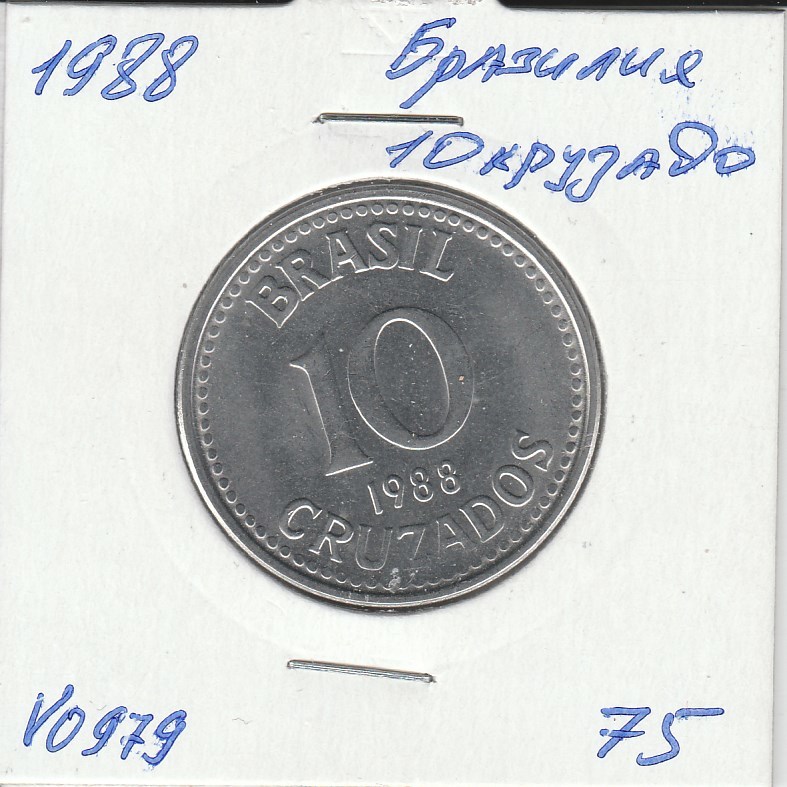 1988
Бразилия
10 крузадо
BRASIL
10
1988
CRUZADOS
V0979
75